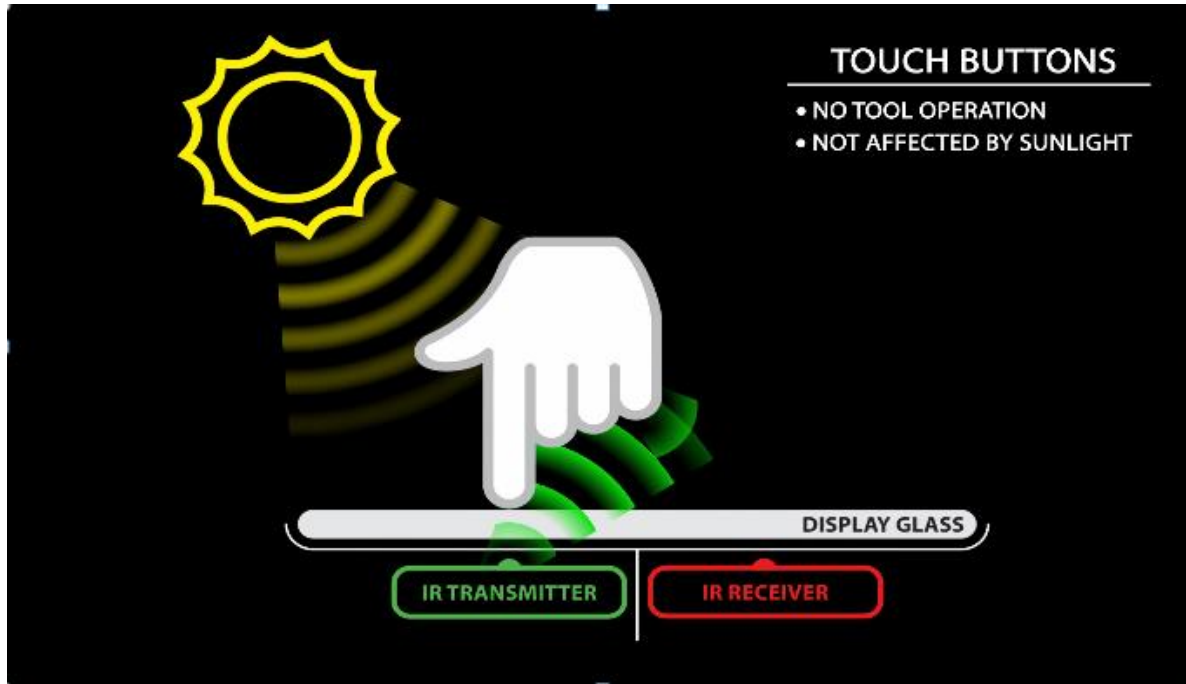 TOUCH BUTTONS
• NO TOOL OPERATION
• NOT AFFECTED BY SUNLIGHT
DISPLAY GLASS
IR TRANSMITTER
IR RECEIVER